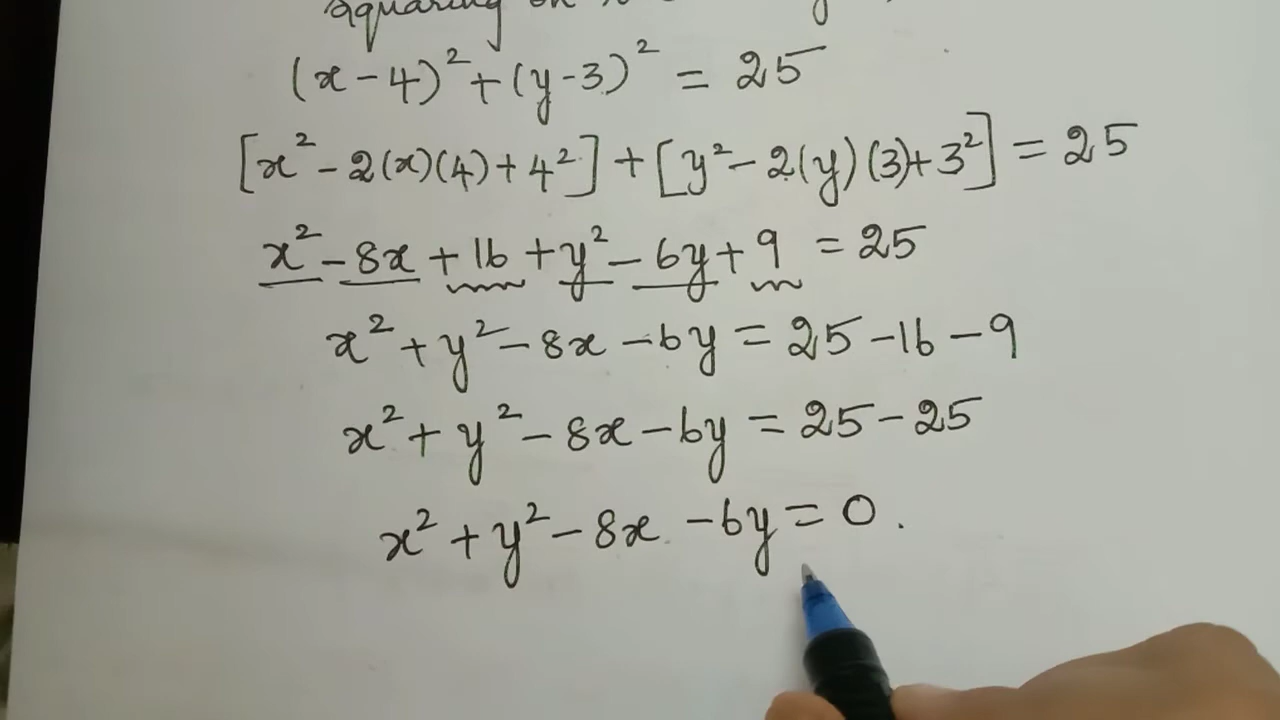 squaring on
(x-4)²+(y-3)² = 25
[x²-2(x)(4)+4²]+[y²-2(y)(3)+3²] = 25
x²-8x+16+y²-6y+9 = 25
x²+y²-8x-6y = 25-16-9
x²+y²-8x-6y = 25-25
x²+y²-8x-6y = 0.